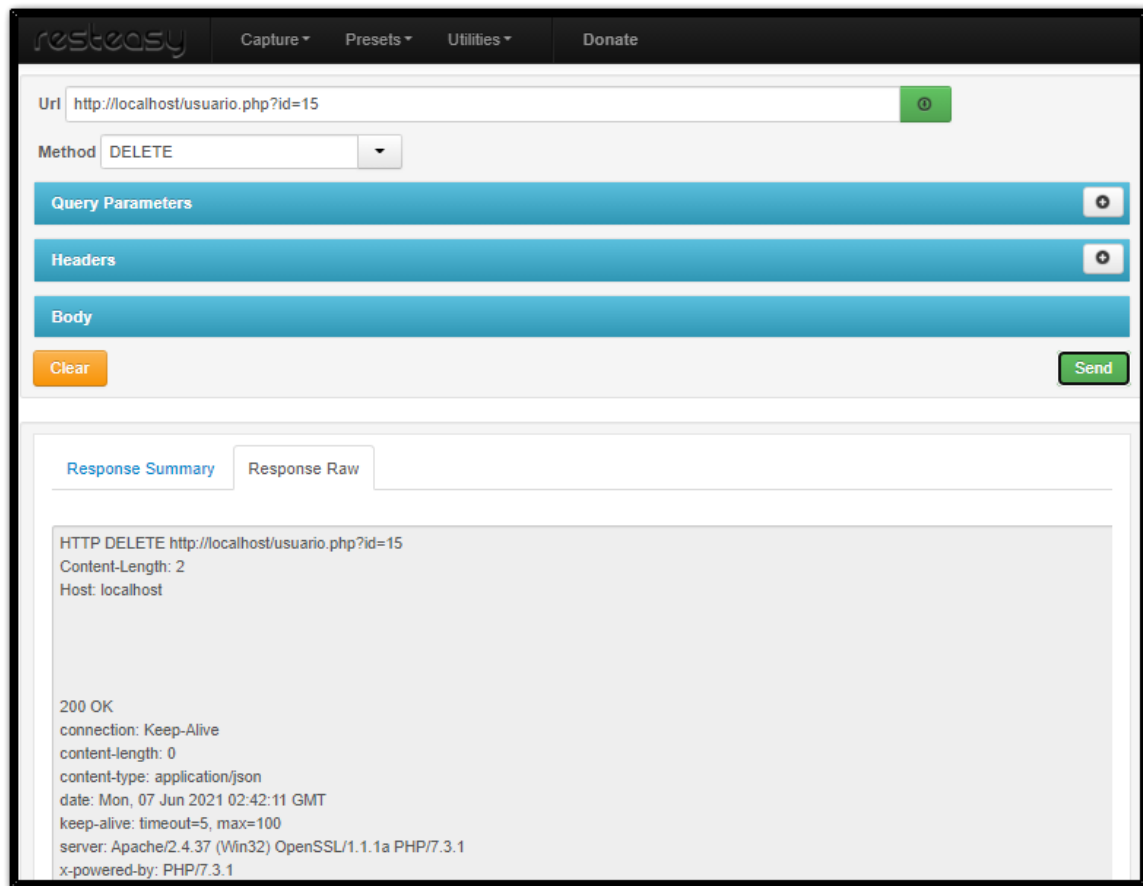 resteasy Capture Presets Utilities Donate
Url http://localhost/usuario.php?id=15
Method DELETE
Query Parameters
Headers
Body
Clear Send
Response Summary Response Raw
HTTP DELETE http://localhost/usuario.php?id=15
Content-Length: 2
Host: localhost
200 OK
connection: Keep-Alive
content-length: 0
content-type: application/json
date: Mon, 07 Jun 2021 02:42:11 GMT
keep-alive: timeout=5, max=100
server: Apache/2.4.37 (Win32) OpenSSL/1.1.1a PHP/7.3.1
x-powered-by: PHP/7.3.1